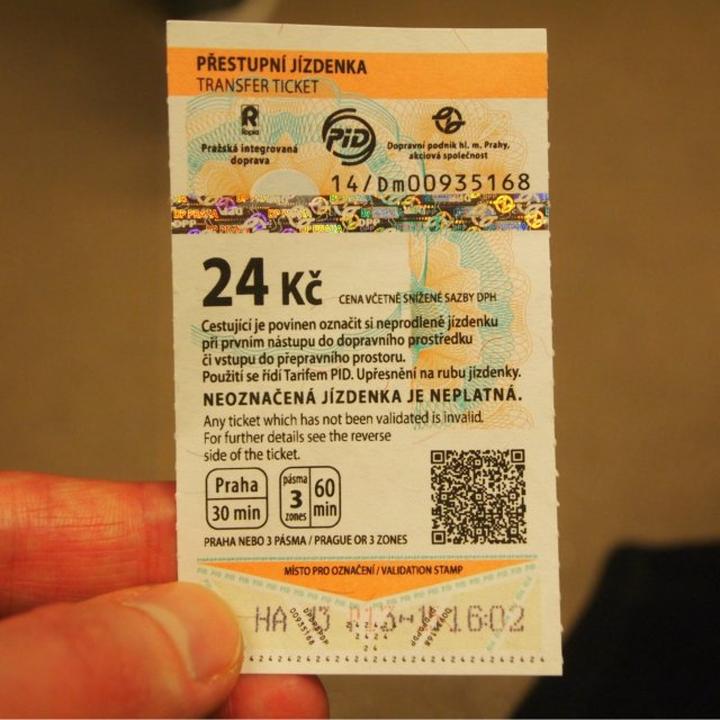 PŘESTUPNÍ JÍZDENKA
TRANSFER TICKET
Ropid
PID
Pražská integrovaná
doprava
Dopravní podnik hl. m. Prahy,
akciová společnost
14/Dm00935168
24 Kč CENA VČETNĚ SNÍŽENÉ SAZBY DPH
Cestující je povinen označit si neprodleně jízdenku
při prvním nástupu do dopravního prostředku
či vstupu do přepravního prostoru.
Použití se řídí Tarifem PID. Upřesnění na rubu jízdenky.
NEOZNAČENÁ JÍZDENKA JE NEPLATNÁ.
Any ticket which has not been validated is invalid.
For further details see the reverse
side of the ticket.
Praha
30 min
pásma
3
zones
60
min
PRAHA NEBO 3 PÁSMA / PRAGUE OR 3 ZONES
MÍSTO PRO OZNAČENÍ / VALIDATION STAMP
HA 16:02
00935168